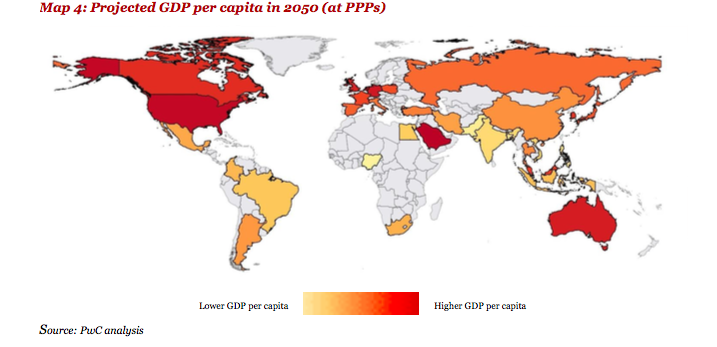 Map 4: Projected GDP per capita in 2050 (at PPPs)
Lower GDP per capita
Higher GDP per capita
Source: PwC analysis